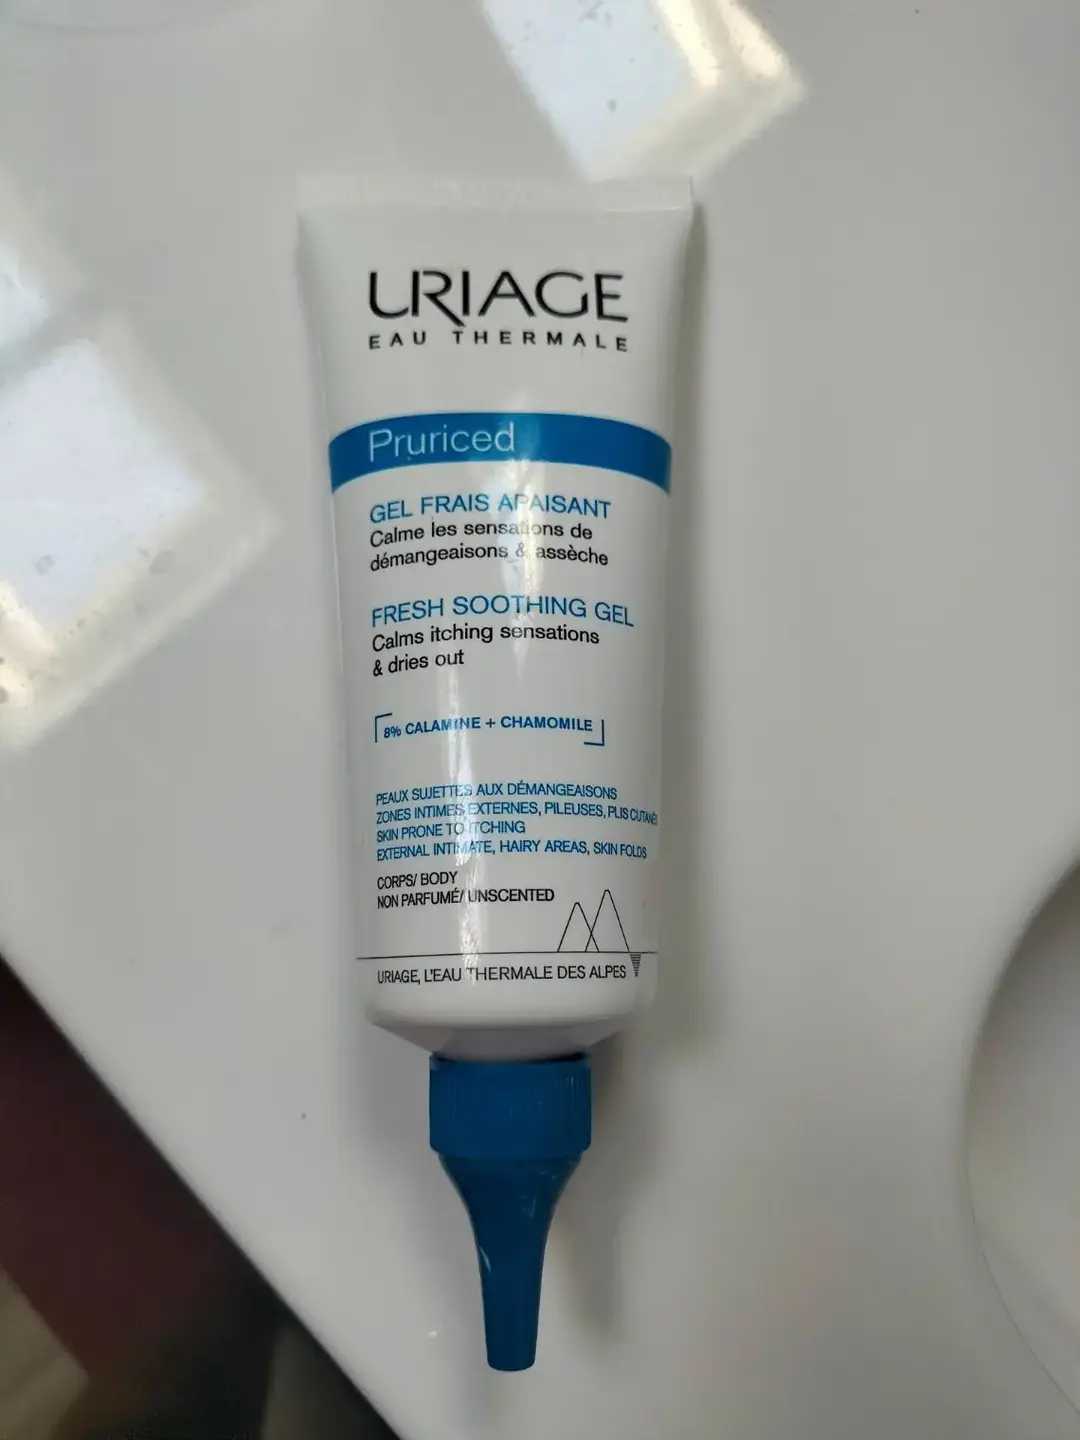 URIAGE
EAU THERMALE
Pruriced
GEL FRAIS APAISANT
Calme les sensations de
démangeaisons & assèche
FRESH SOOTHING GEL
Calms itching sensations
& dries out
8% CALAMINE + CHAMOMILE
PEAUX SUJETTES AUX DÉMANGEAISONS
ZONES INTIMES EXTERNES, PILEUSES, PLIS CUTANÉ
SKIN PRONE TO ITCHING
EXTERNAL INTIMATE, HAIRY AREAS, SKIN FOLDS
CORPS/ BODY
NON PARFUMÉ/ UNSCENTED
URIAGE, L'EAU THERMALE DES ALPES